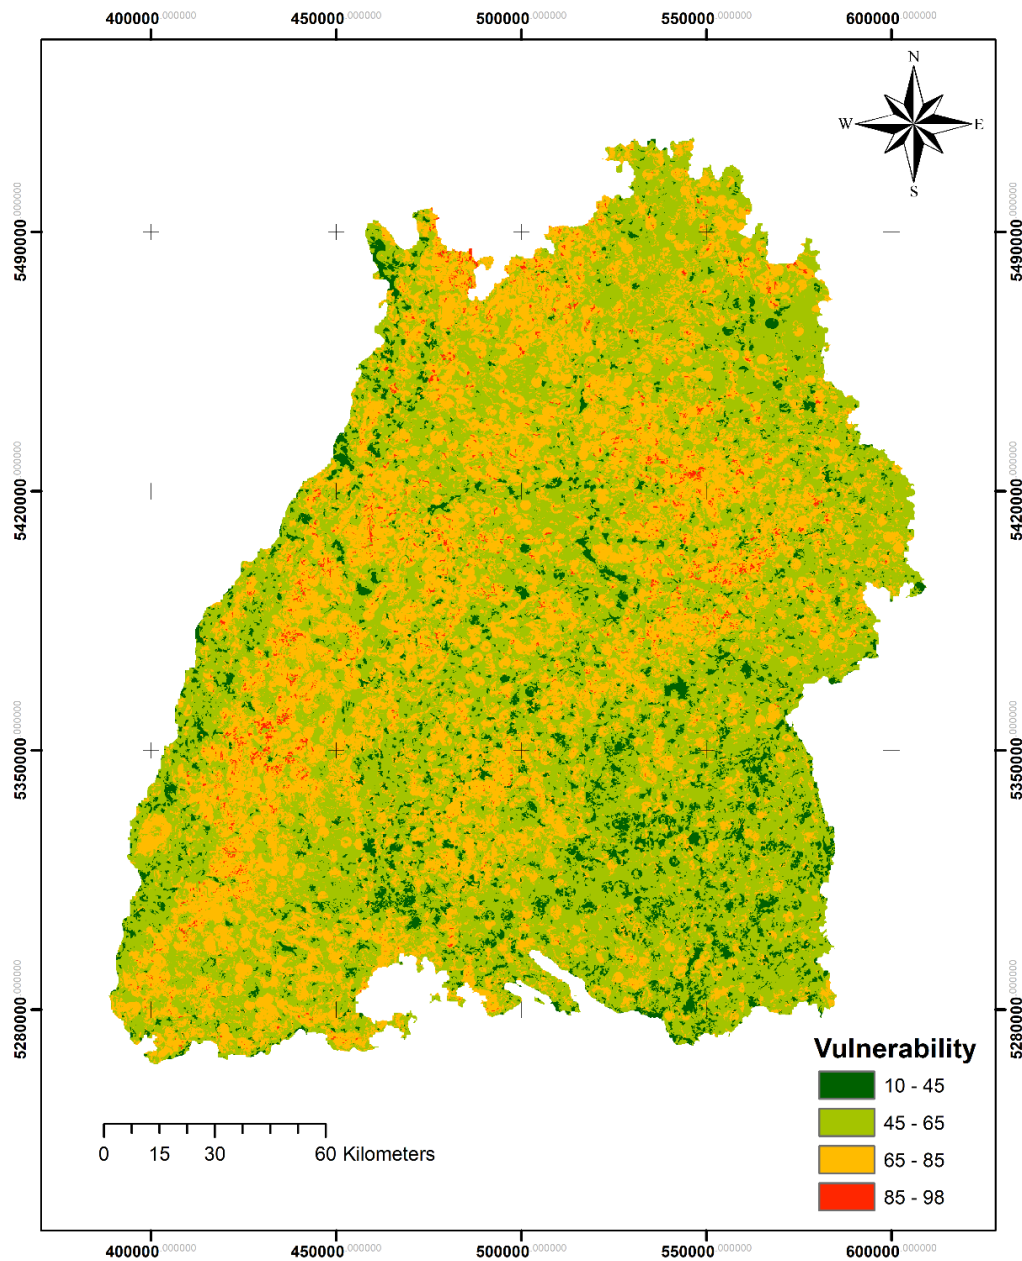 400000.000000 450000.000000 500000.000000 550000.000000 600000.000000
N
W E
S
5490000.000000 5490000.000000
5420000.000000 5420000.000000
5350000.000000 5350000.000000
5280000.000000 5280000.000000
Vulnerability
10 - 45
45 - 65
65 - 85
85 - 98
0 15 30 60 Kilometers
400000.000000 450000.000000 500000.000000 550000.000000 600000.000000